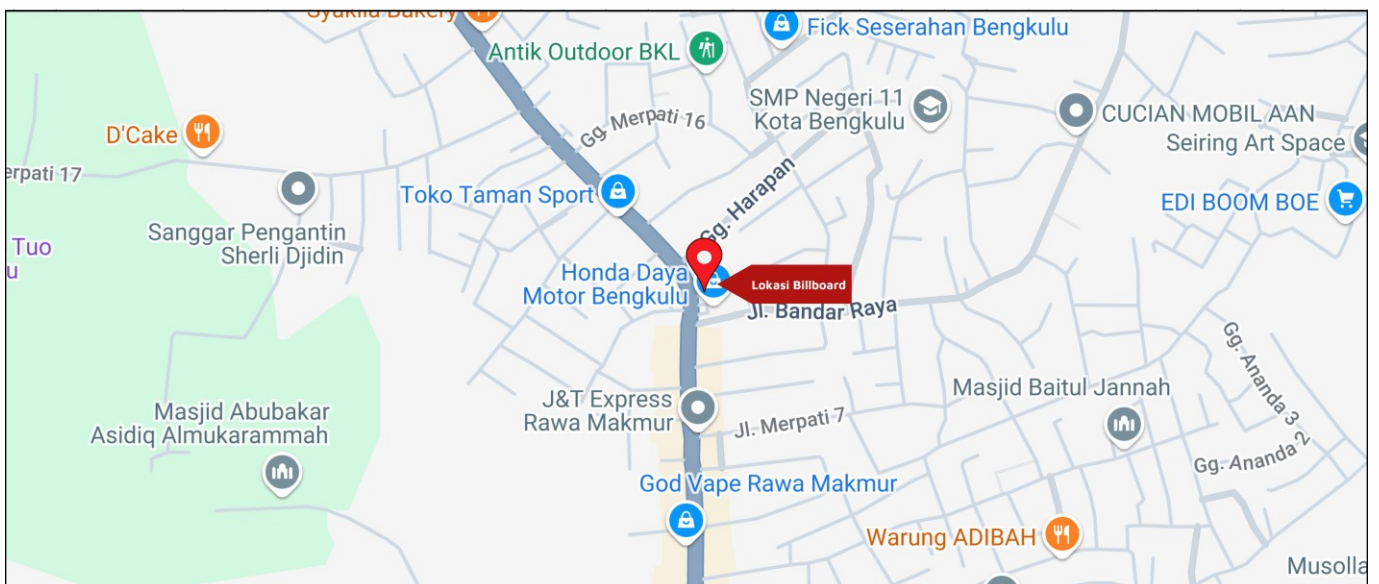 Syakila Bakery
Fick Seserahan Bengkulu
Antik Outdoor BKL
SMP Negeri 11
Kota Bengkulu
CUCIAN MOBIL AAN
Seiring Art Space
D'Cake
Gg. Merpati 16
erpati 17
Toko Taman Sport
Gg. Harapan
EDI BOOM BOE
Sanggar Pengantin
Sherli Djidin
Tuo
u
Honda Daya
Motor Bengkulu
Lokasi Billboard
Jl. Bandar Raya
Gg. Ananda 3
Masjid Baitul Jannah
J&T Express
Rawa Makmur
Jl. Merpati 7
Masjid Abubakar
Asidiq Almukarammah
Gg. Ananda 2
God Vape Rawa Makmur
Warung ADIBAH
Musolla